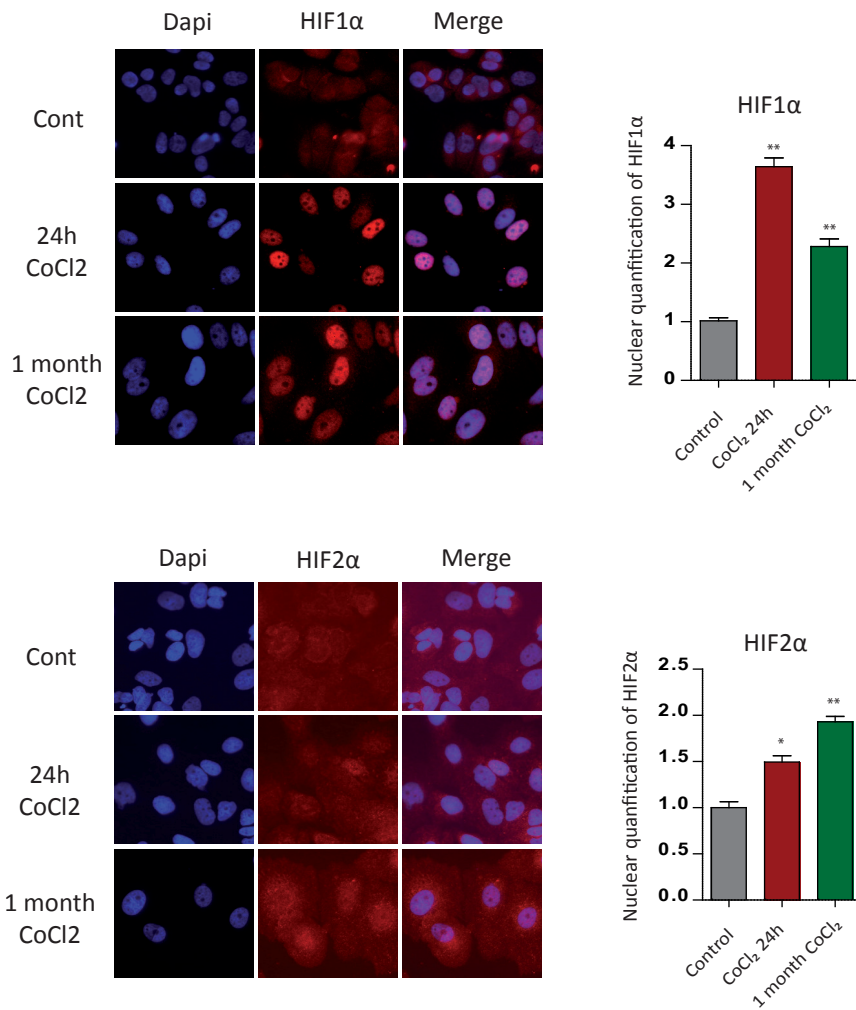 Dapi HIF1α Merge
Cont
24h
CoCl2
1 month
CoCl2
HIF1α
Nuclear quanfitication of HIF1α
4
3
2
1
0
**
**
Control
CoCl₂ 24h
1 month CoCl₂
Dapi HIF2α Merge
Cont
24h
CoCl2
1 month
CoCl2
HIF2α
Nuclear quanfitication of HIF2α
2.5
2.0
1.5
1.0
0.5
0.0
*
**
Control
CoCl₂ 24h
1 month CoCl₂